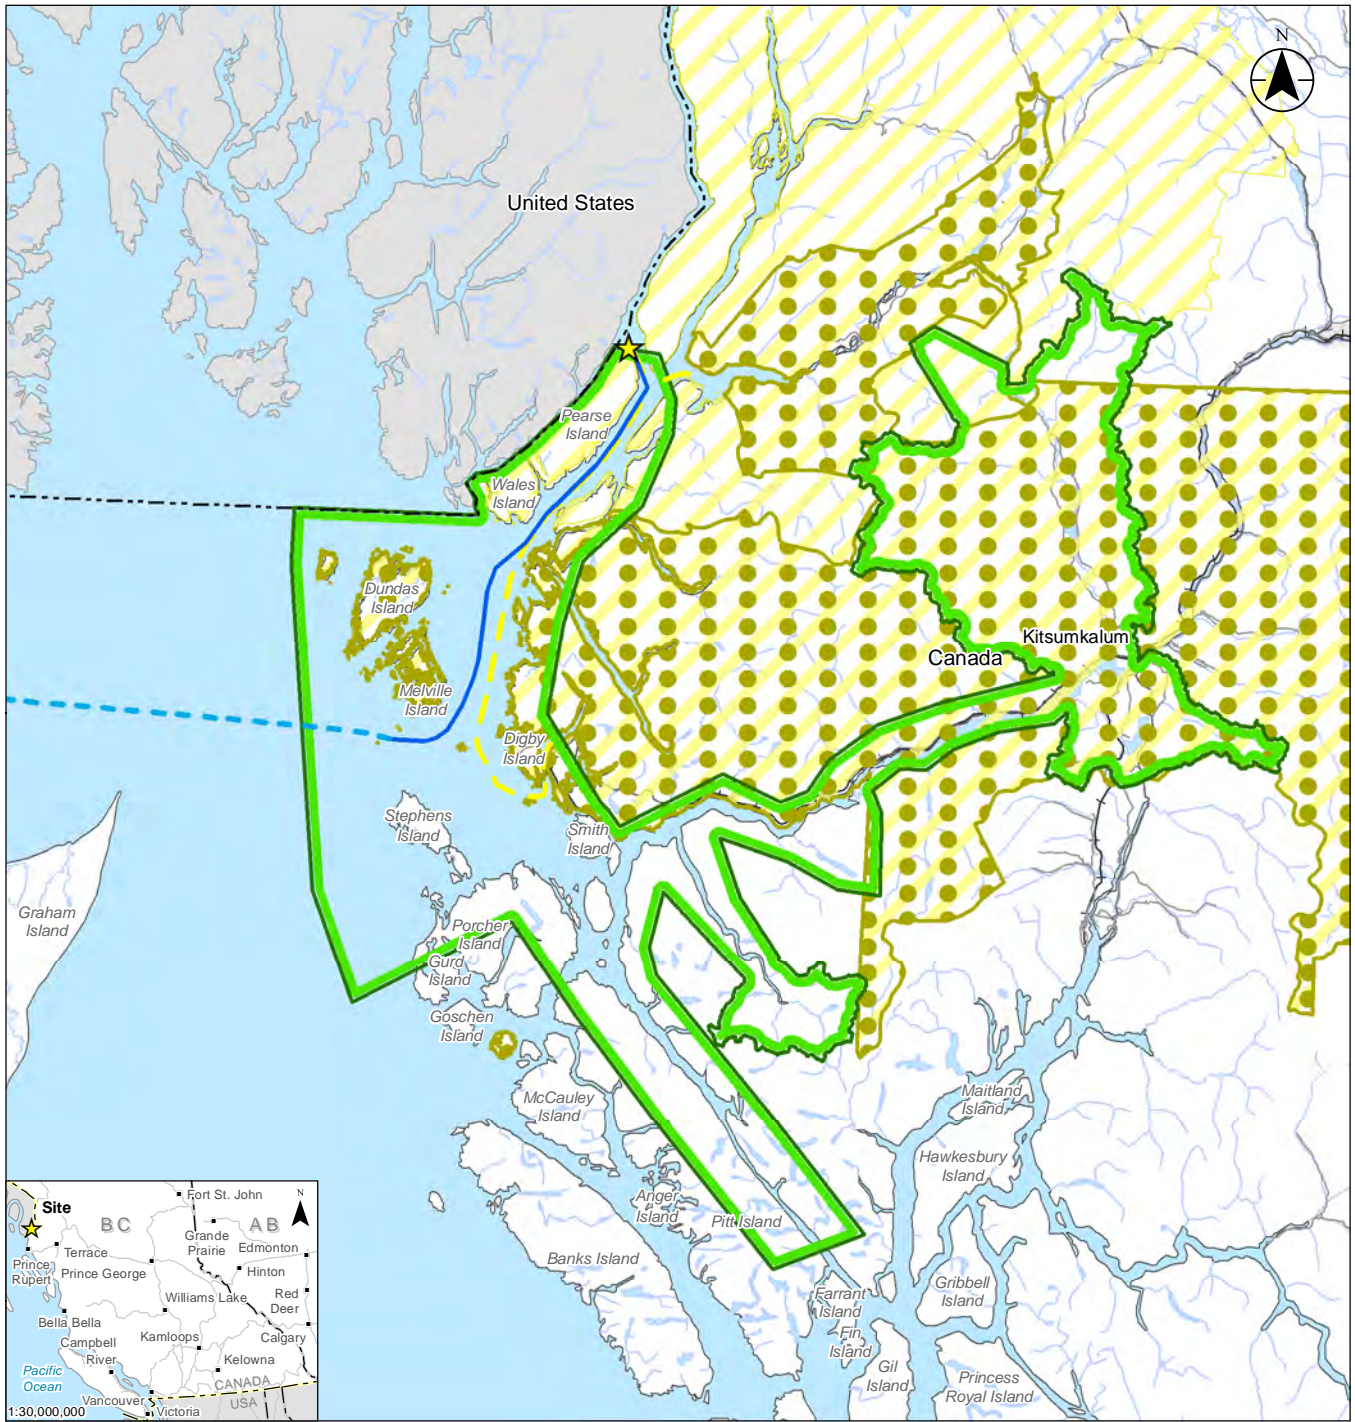 N
United States
Pearse
Island
Wales
Island
Dundas
Island
Kitsumkalum
Canada
Melville
Island
Digby
Island
Stephens
Island
Smith
Island
Graham
Island
Porcher
Island
Gurd
Island
Goschen
Island
McCauley
Island
Maitland
Island
Hawkesbury
Island
Anger
Island
Pitt Island
Banks Island
Gribbell
Island
Farrant
Island
Fin
Island
Gil
Island
Princess
Royal Island
Fort St. John
N
Site
BC
AB
Grande
Prairie
Edmonton
Terrace
Prince
Rupert
Prince George
Hinton
Red
Deer
Williams Lake
Bella Bella
Campbell
River
Kamloops
Calgary
Kelowna
Pacific
Ocean
CANADA
USA
Vancouver
Victoria
1:30,000,000